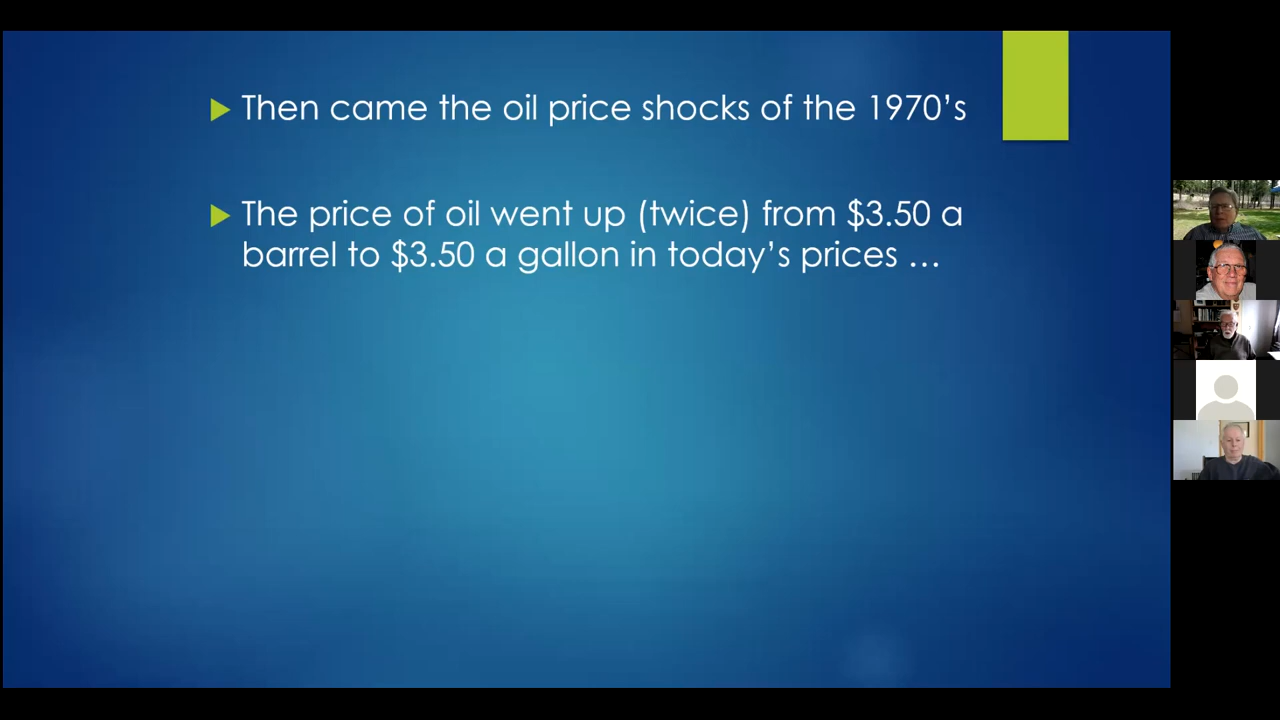 Then came the oil price shocks of the 1970’s
The price of oil went up (twice) from $3.50 a
barrel to $3.50 a gallon in today’s prices …